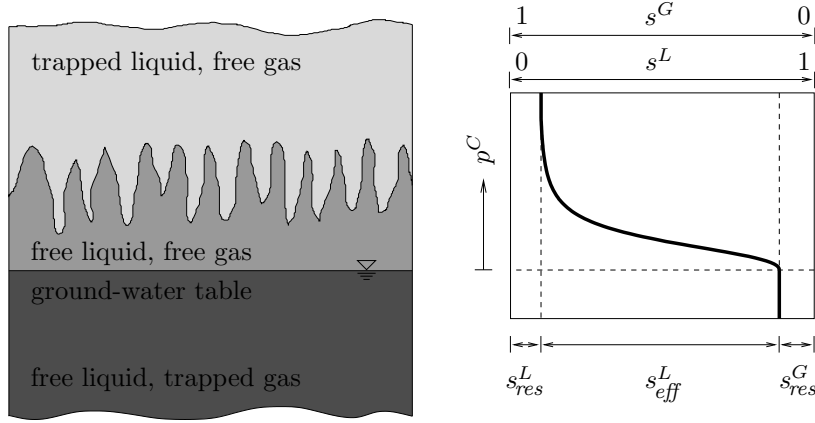 trapped liquid, free gas
free liquid, free gas
ground-water table
free liquid, trapped gas
1 s^G 0
0 s^L 1
p^C
s^L_res s^L_eff s^G_res